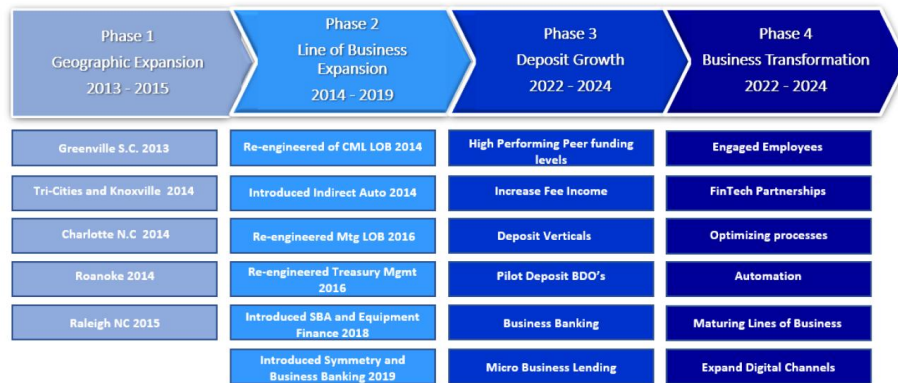 Phase 1
Geographic Expansion
2013 - 2015
Phase 2
Line of Business
Expansion
2014 - 2019
Phase 3
Deposit Growth
2022 - 2024
Phase 4
Business Transformation
2022 - 2024
Greenville S.C. 2013
Tri-Cities and Knoxville 2014
Charlotte N.C 2014
Roanoke 2014
Raleigh NC 2015
Re-engineered of CML LOB 2014
Introduced Indirect Auto 2014
Re-engineered Mtg LOB 2016
Re-engineered Treasury Mgmt
2016
Introduced SBA and Equipment
Finance 2018
Introduced Symmetry and
Business Banking 2019
High Performing Peer funding
levels
Increase Fee Income
Deposit Verticals
Pilot Deposit BDO's
Business Banking
Micro Business Lending
Engaged Employees
FinTech Partnerships
Optimizing processes
Automation
Maturing Lines of Business
Expand Digital Channels